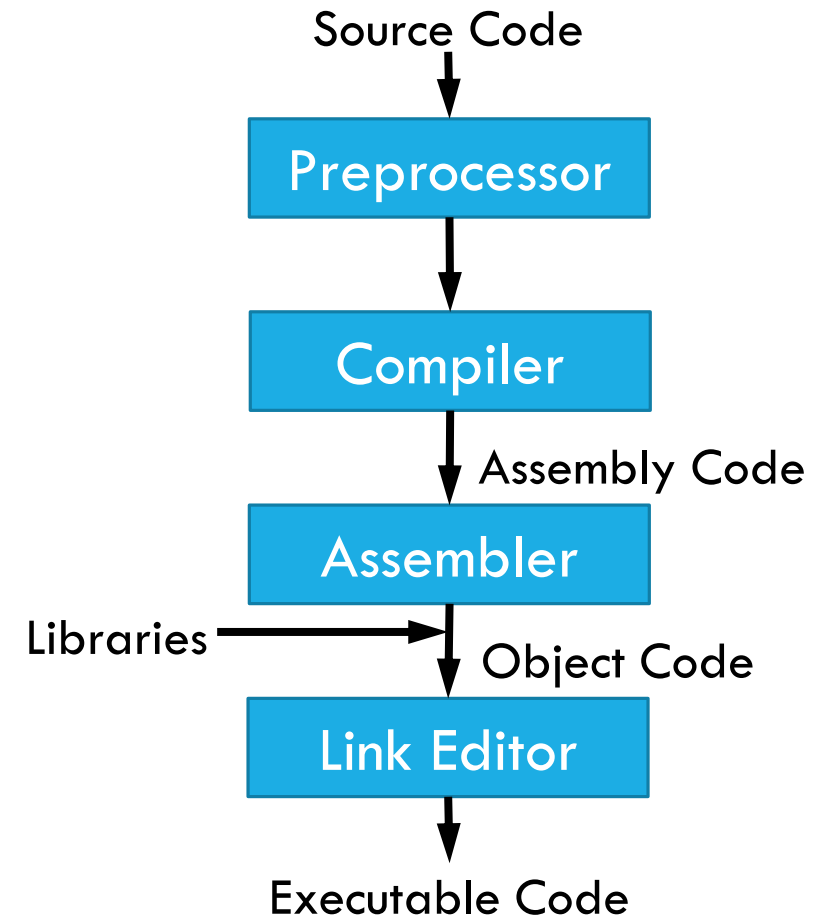 Source Code
Preprocessor
Compiler
Assembly Code
Assembler
Libraries
Object Code
Link Editor
Executable Code